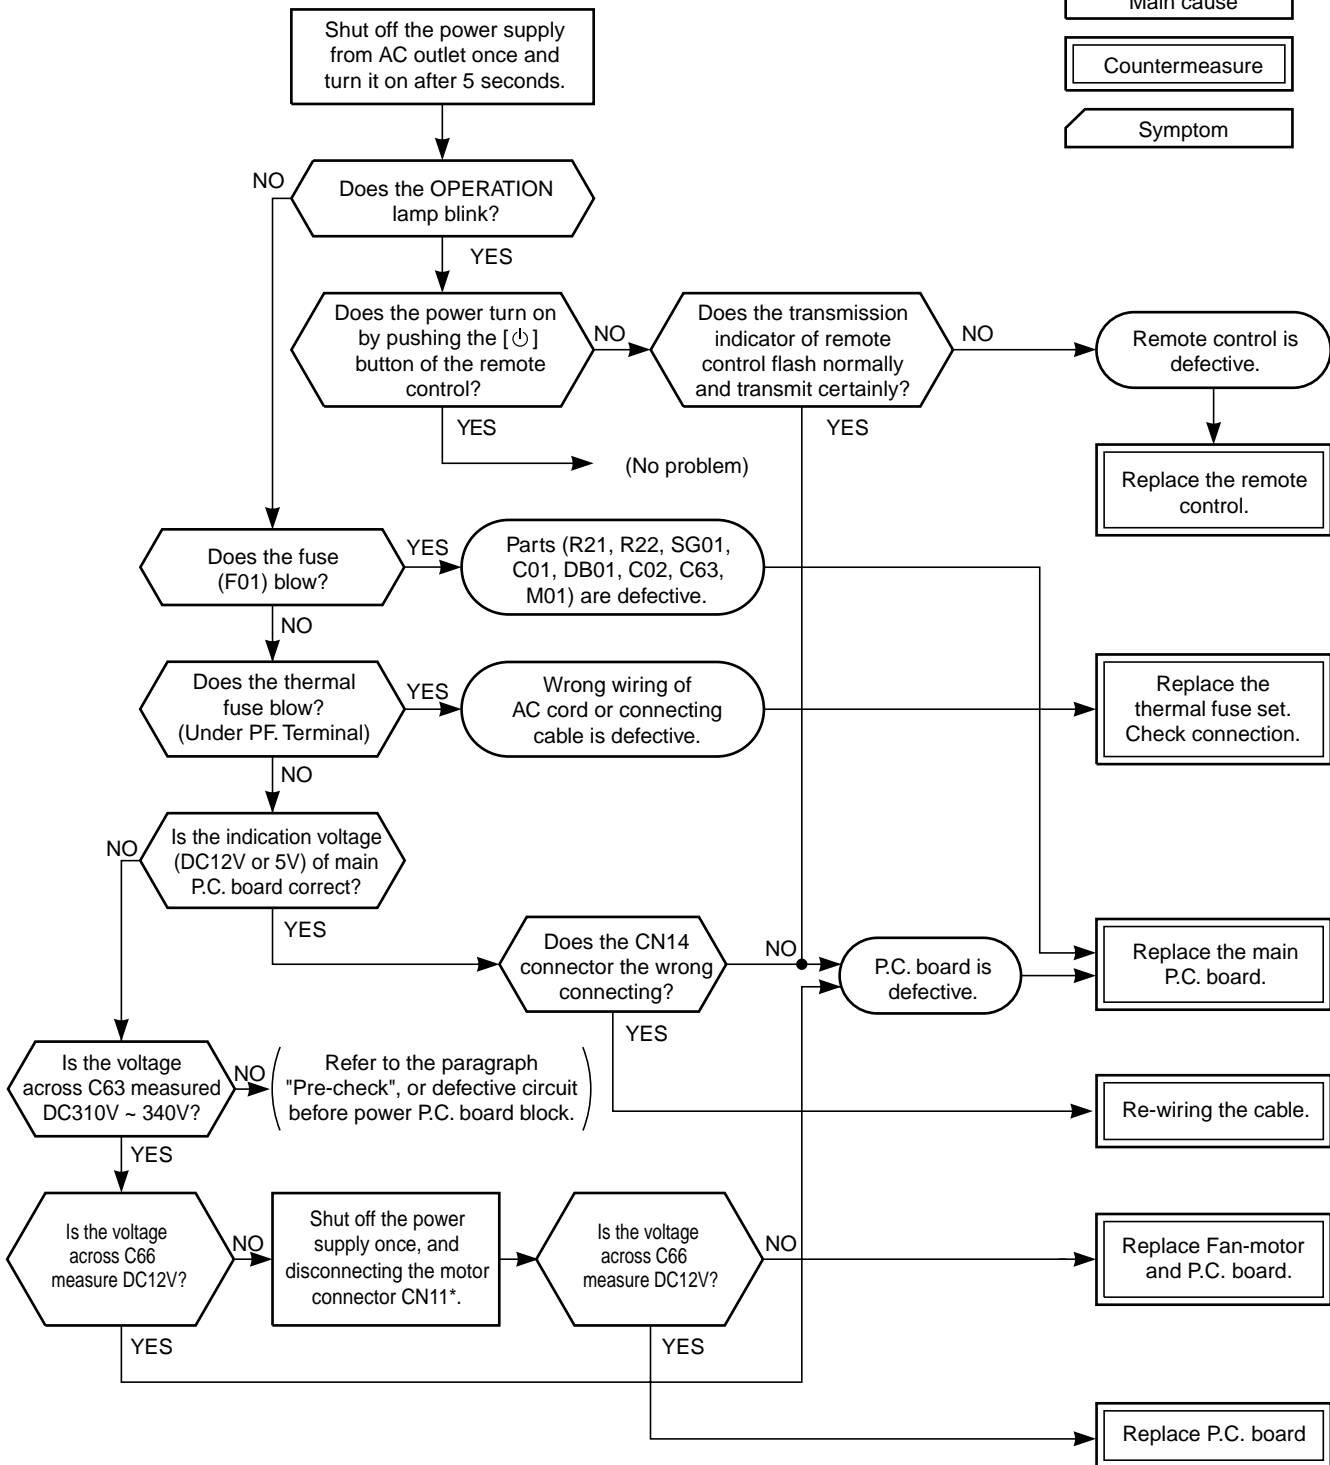 Main cause
Countermeasure
Symptom
Shut off the power supply
from AC outlet once and
turn it on after 5 seconds.
Does the OPERATION
lamp blink?
NO
YES
Does the power turn on
by pushing the [⏻]
button of the remote
control?
NO
YES
(No problem)
Does the transmission
indicator of remote
control flash normally
and transmit certainly?
NO
YES
Remote control is
defective.
Replace the remote
control.
Does the fuse
(F01) blow?
YES
NO
Parts (R21, R22, SG01,
C01, DB01, C02, C63,
M01) are defective.
Does the thermal
fuse blow?
(Under PF. Terminal)
YES
NO
Wrong wiring of
AC cord or connecting
cable is defective.
Replace the
thermal fuse set.
Check connection.
Is the indication voltage
(DC12V or 5V) of main
P.C. board correct?
NO
YES
Does the CN14
connector the wrong
connecting?
NO
YES
P.C. board is
defective.
Replace the main
P.C. board.
Is the voltage
across C63 measured
DC310V ~ 340V?
NO
YES
Refer to the paragraph
"Pre-check", or defective circuit
before power P.C. board block.
Re-wiring the cable.
Is the voltage
across C66
measure DC12V?
NO
YES
Shut off the power
supply once, and
disconnecting the motor
connector CN11*.
Is the voltage
across C66
measure DC12V?
NO
YES
Replace Fan-motor
and P.C. board.
Replace P.C. board